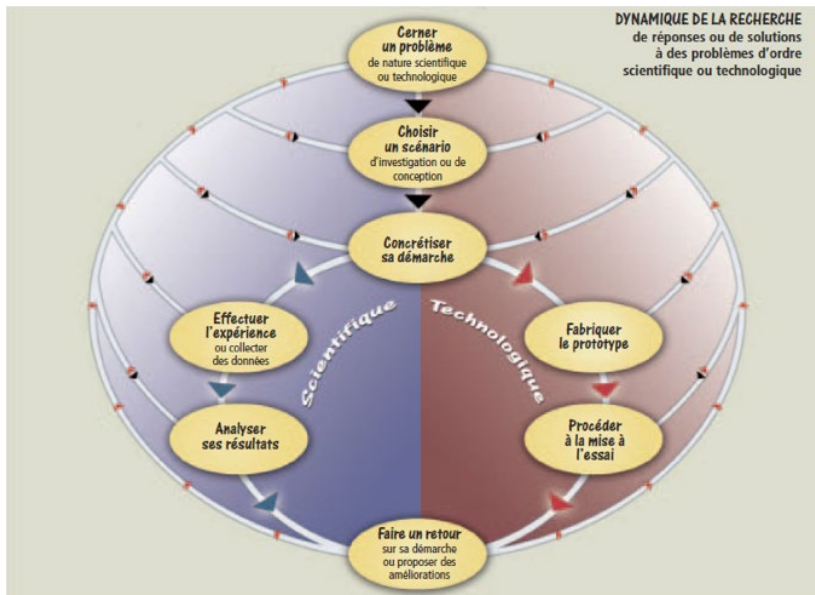 DYNAMIQUE DE LA RECHERCHE
de réponses ou de solutions
à des problèmes d'ordre
scientifique ou technologique
Cerner
un problème
de nature scientifique
ou technologique
Choisir
un scénario
d'investigation ou de
conception
Concrétiser
sa démarche
Scientifique
Technologique
Effectuer
l'expérience
ou collecter
des données
Fabriquer
le prototype
Analyser
ses résultats
Procéder
à la mise à
l'essai
Faire un retour
sur sa démarche
ou proposer des
améliorations